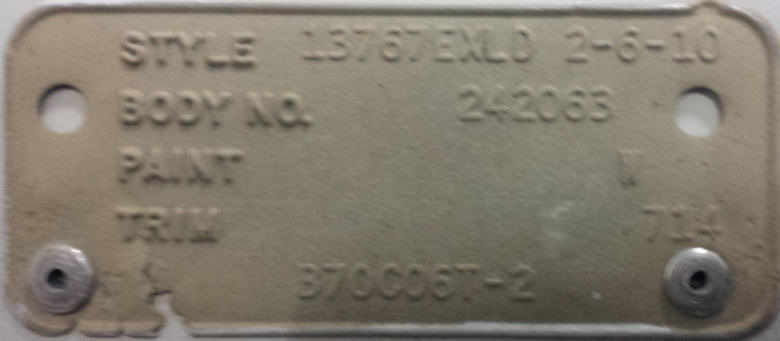 STYLE 13767EXLD 2-6-10
BODY NO. 242063
PAINT W
TRIM 714
B70C06T-2